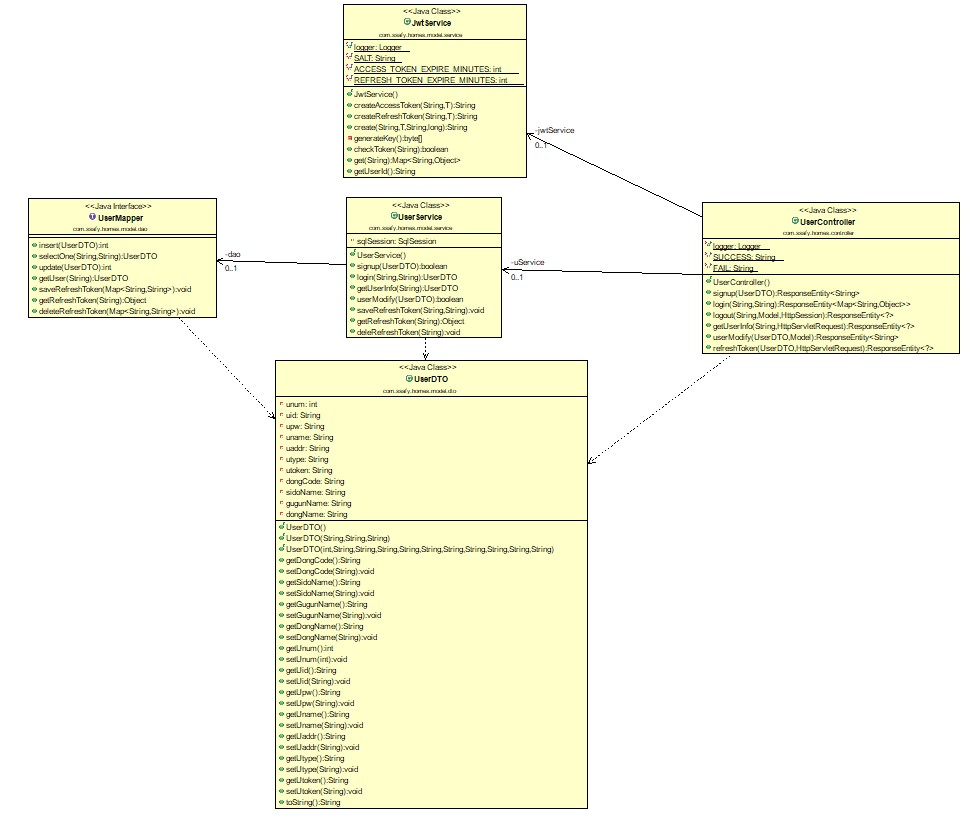 <<Java Class>>
JwtService
com.ssafy.homes.model.service
logger: Logger
SALT: String
ACCESS_TOKEN_EXPIRE_MINUTES: int
REFRESH_TOKEN_EXPIRE_MINUTES: int
JwtService()
createAccessToken(String,T):String
createRefreshToken(String,T):String
create(String,T,String,long):String
generateKey():byte[]
checkToken(String):boolean
get(String):Map<String,Object>
getUserId():String
-jwtService
0..1
<<Java Interface>>
UserMapper
com.ssafy.homes.model.dao
insert(UserDTO):int
selectOne(String,String):UserDTO
update(UserDTO):int
getUser(String):UserDTO
saveRefreshToken(Map<String,String>):void
getRefreshToken(String):Object
deleteRefreshToken(Map<String,String>):void
-dao
0..1
<<Java Class>>
UserService
com.ssafy.homes.model.service
sqlSession: SqlSession
UserService()
signup(UserDTO):boolean
login(String,String):UserDTO
getUserInfo(String):UserDTO
userModify(UserDTO):boolean
saveRefreshToken(String,String):void
getRefreshToken(String):Object
deleRefreshToken(String):void
-uService
0..1
<<Java Class>>
UserController
com.ssafy.homes.controller
logger: Logger
SUCCESS: String
FAIL: String
UserController()
signup(UserDTO):ResponseEntity<String>
login(String,String):ResponseEntity<Map<String,Object>>
logout(String,Model,HttpSession):ResponseEntity<?>
getUserInfo(String,HttpServletRequest):ResponseEntity<?>
userModify(UserDTO,Model):ResponseEntity<String>
refreshToken(UserDTO,HttpServletRequest):ResponseEntity<?>
<<Java Class>>
UserDTO
com.ssafy.homes.model.dto
unum: int
uid: String
upw: String
uname: String
uaddr: String
utype: String
utoken: String
dongCode: String
sidoName: String
gugunName: String
dongName: String
UserDTO()
UserDTO(String,String,String)
UserDTO(int,String,String,String,String,String,String,String,String,String,String)
getDongCode():String
setDongCode(String):void
getSidoName():String
setSidoName(String):void
getGugunName():String
setGugunName(String):void
getDongName():String
setDongName(String):void
getUnum():int
setUnum(int):void
getUid():String
setUid(String):void
getUpw():String
setUpw(String):void
getUname():String
setUname(String):void
getUaddr():String
setUaddr(String):void
getUtype():String
setUtype(String):void
getUtoken():String
setUtoken(String):void
toString():String